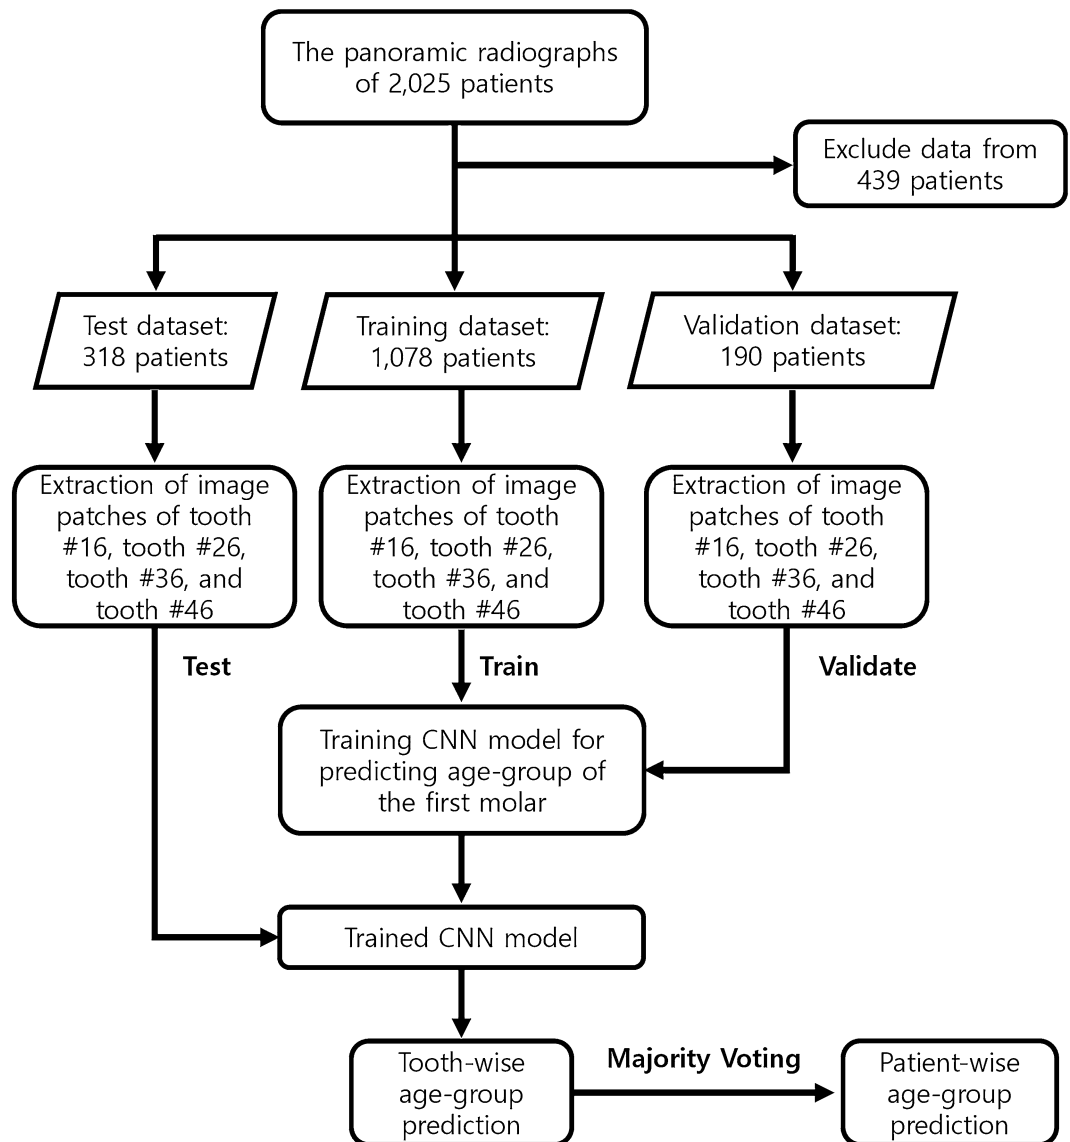 The panoramic radiographs
of 2,025 patients
Exclude data from
439 patients
Test dataset:
318 patients
Training dataset:
1,078 patients
Validation dataset:
190 patients
Extraction of image
patches of tooth
#16, tooth #26,
tooth #36, and
tooth #46
Extraction of image
patches of tooth
#16, tooth #26,
tooth #36, and
tooth #46
Extraction of image
patches of tooth
#16, tooth #26,
tooth #36, and
tooth #46
Test
Train
Validate
Training CNN model for
predicting age-group of
the first molar
Trained CNN model
Tooth-wise
age-group
prediction
Majority Voting
Patient-wise
age-group
prediction